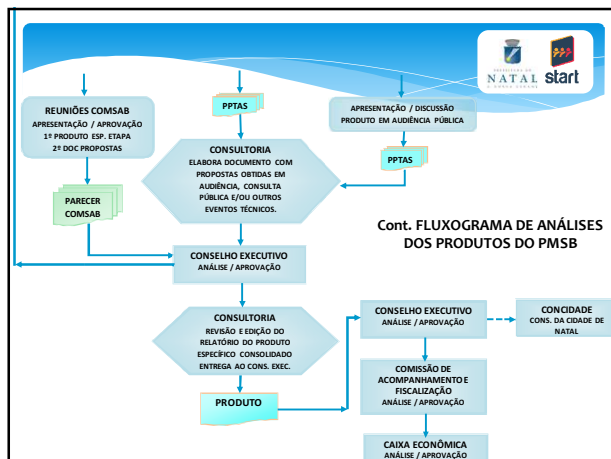 NATAL
start
REUNIÕES COMSAB
APRESENTAÇÃO / APROVAÇÃO
1º PRODUTO ESP. ETAPA
2º DOC PROPOSTAS
PPTAS
APRESENTAÇÃO / DISCUSSÃO
PRODUTO EM AUDIÊNCIA PÚBLICA
PPTAS
CONSULTORIA
ELABORA DOCUMENTO COM
PROPOSTAS OBTIDAS EM
AUDIÊNCIA, CONSULTA
PÚBLICA E/OU OUTROS
EVENTOS TÉCNICOS.
PARECER
COMSAB
Cont. FLUXOGRAMA DE ANÁLISES
DOS PRODUTOS DO PMSB
CONSELHO EXECUTIVO
ANÁLISE / APROVAÇÃO
CONSULTORIA
REVISÃO E EDIÇÃO DO
RELATÓRIO DO PRODUTO
ESPECÍFICO CONSOLIDADO
ENTREGA AO CONS. EXEC.
PRODUTO
CONSELHO EXECUTIVO
ANÁLISE / APROVAÇÃO
CONCIDADE
CONS. DA CIDADE DE
NATAL
COMISSÃO DE
ACOMPANHAMENTO E
FISCALIZAÇÃO
ANÁLISE / APROVAÇÃO
CAIXA ECONÔMICA
ANÁLISE / APROVAÇÃO